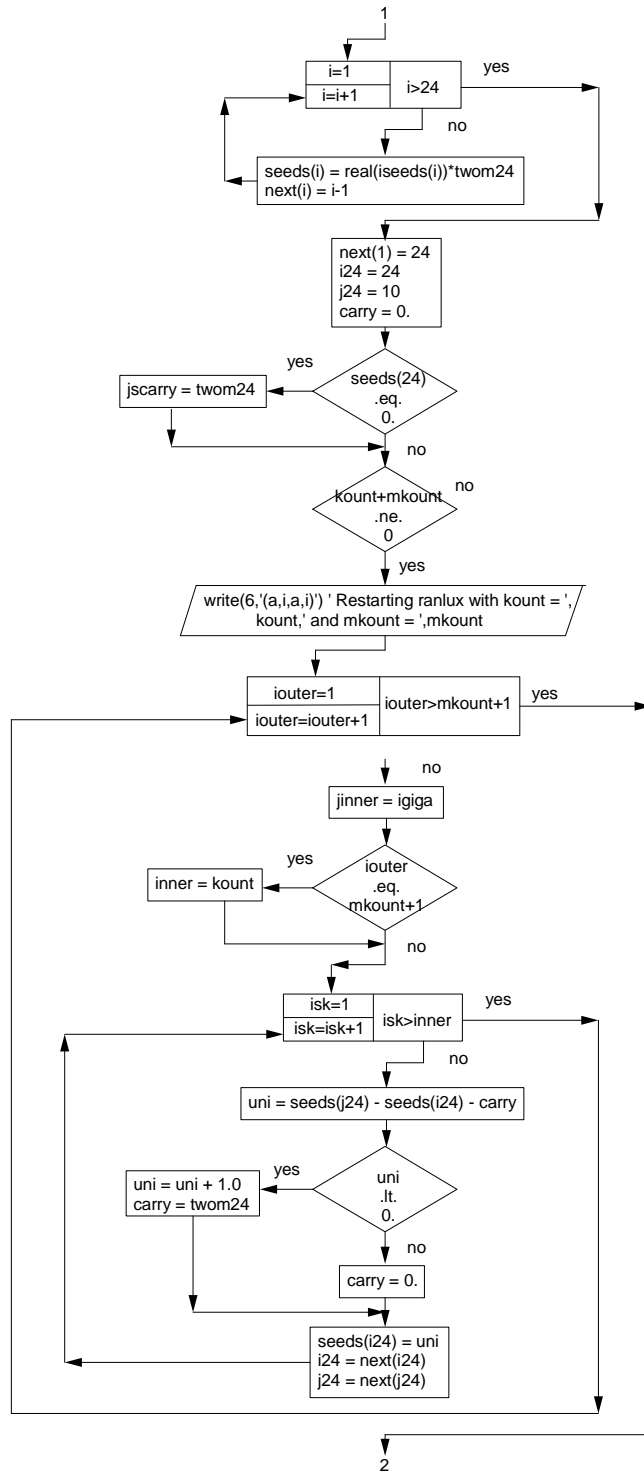 1
i=1
i=i+1
i>24
yes
no
seeds(i) = real(iseeds(i))*twom24
next(i) = i-1
next(1) = 24
i24 = 24
j24 = 10
carry = 0.
yes
seeds(24)
.eq.
0.
jscarry = twom24
no
kount+mkount
.ne.
0
no
yes
write(6,'(a,i,a,i)') ' Restarting ranlux with kount = ',
kount,' and mkount = ',mkount
iouter=1
iouter=iouter+1
iouter>mkount+1
yes
no
jinner = igiga
yes
iouter
.eq.
mkount+1
inner = kount
no
isk=1
isk=isk+1
isk>inner
yes
no
uni = seeds(j24) - seeds(i24) - carry
yes
uni
.lt.
0.
uni = uni + 1.0
carry = twom24
no
carry = 0.
seeds(i24) = uni
i24 = next(i24)
j24 = next(j24)
2